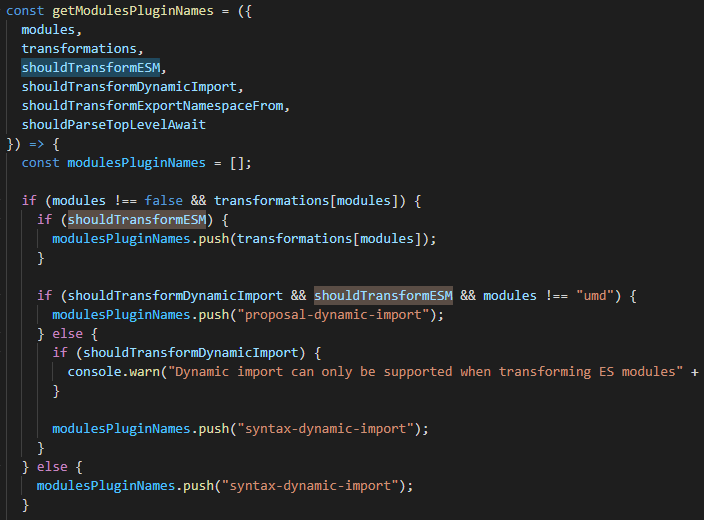 const getModulesPluginNames = ({
  modules,
  transformations,
  shouldTransformESM,
  shouldTransformDynamicImport,
  shouldTransformExportNamespaceFrom,
  shouldParseTopLevelAwait
}) => {
  const modulesPluginNames = [];

  if (modules !== false && transformations[modules]) {
    if (shouldTransformESM) {
      modulesPluginNames.push(transformations[modules]);
    }

    if (shouldTransformDynamicImport && shouldTransformESM && modules !== "umd") {
      modulesPluginNames.push("proposal-dynamic-import");
    } else {
      if (shouldTransformDynamicImport) {
        console.warn("Dynamic import can only be supported when transforming ES modules" +
      }

      modulesPluginNames.push("syntax-dynamic-import");
    }
  } else {
    modulesPluginNames.push("syntax-dynamic-import");
  }